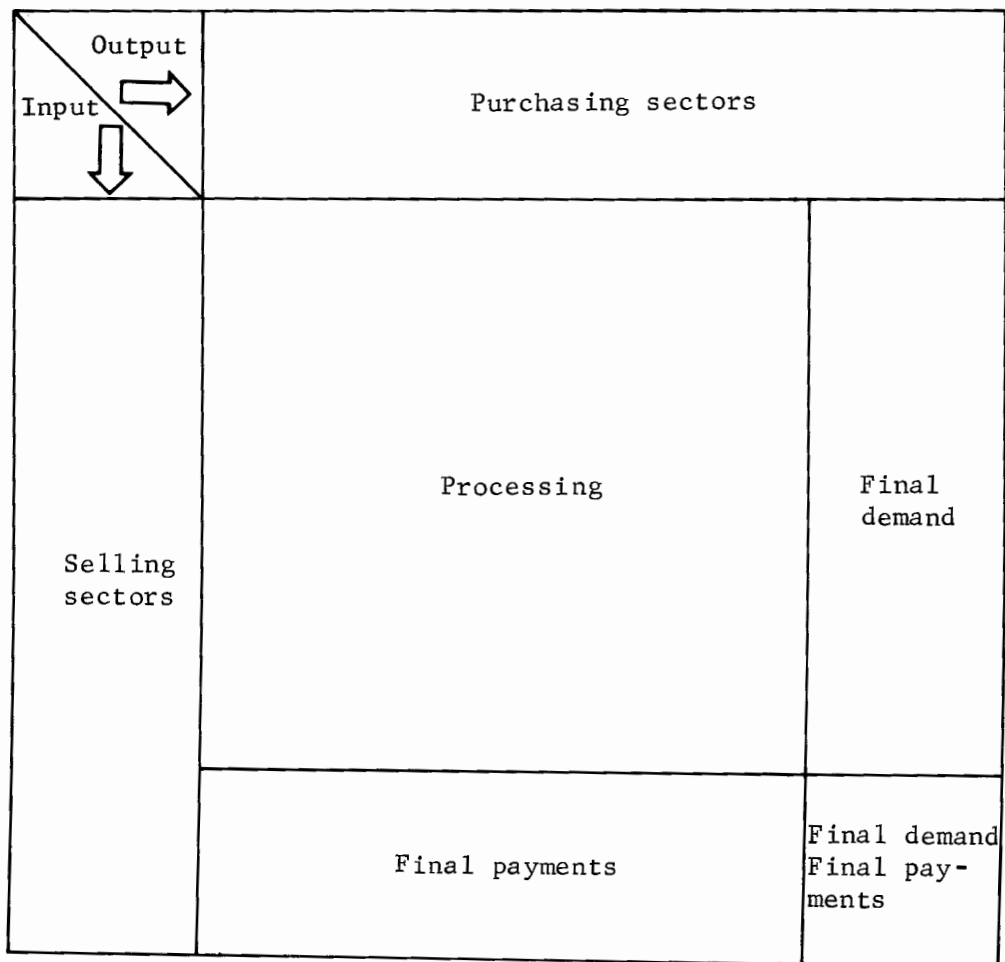 Output
Input
Purchasing sectors
Selling
sectors
Processing
Final
demand
Final payments
Final demand
Final pay-
ments